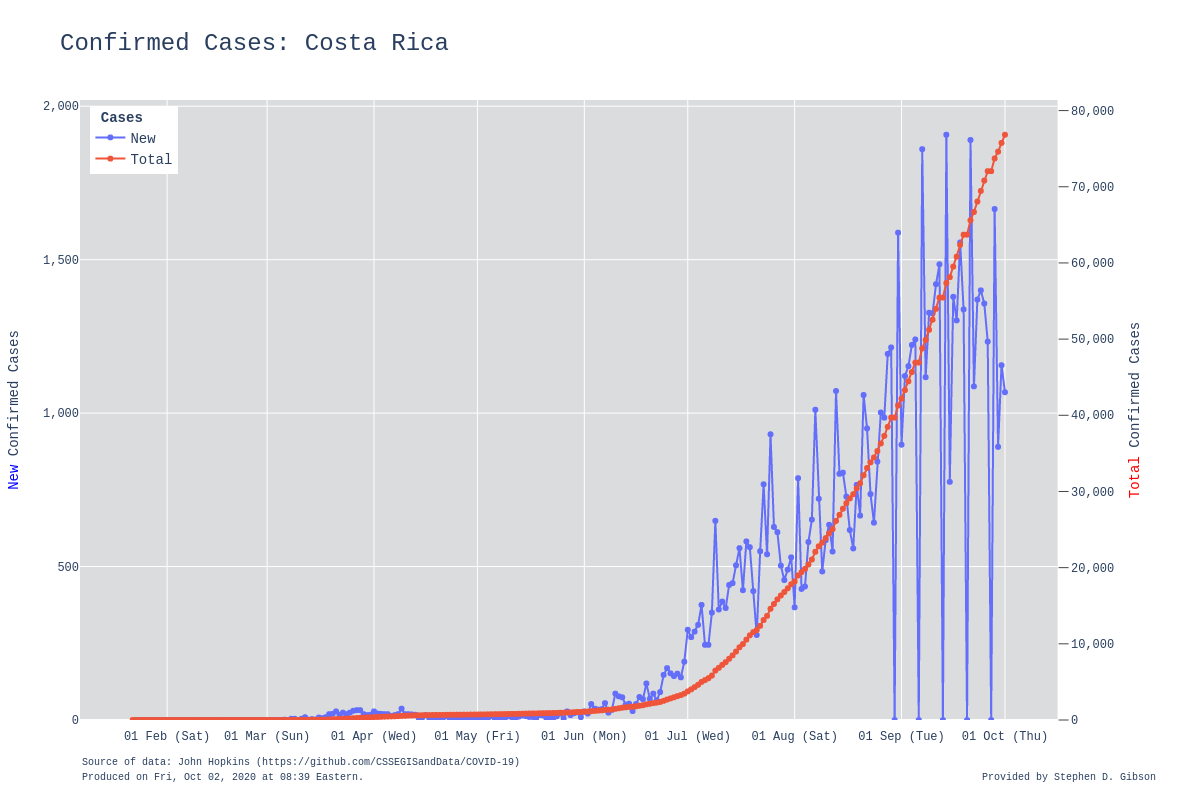 Confirmed Cases: Costa Rica
Cases
New
Total
2,000
1,500
1,000
500
0
New Confirmed Cases
80,000
70,000
60,000
50,000
40,000
30,000
20,000
10,000
0
Total Confirmed Cases
01 Feb (Sat) 01 Mar (Sun) 01 Apr (Wed) 01 May (Fri) 01 Jun (Mon) 01 Jul (Wed) 01 Aug (Sat) 01 Sep (Tue) 01 Oct (Thu)
Source of data: John Hopkins (https://github.com/CSSEGISandData/COVID-19)
Produced on Fri, Oct 02, 2020 at 08:39 Eastern.
Provided by Stephen D. Gibson